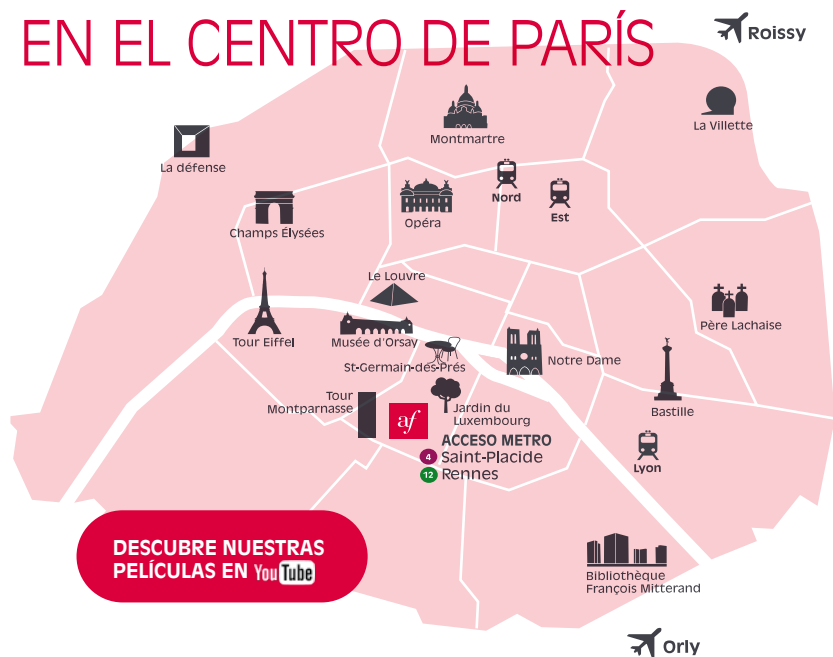 EN EL CENTRO DE PARÍS
Roissy
La Villette
Montmartre
La défense
Nord
Est
Opéra
Champs Élysées
Le Louvre
Père Lachaise
Tour Eiffel
Musée d'Orsay
Notre Dame
St-Germain-des-Prés
Tour
Montparnasse
af
Jardin du
Luxembourg
Bastille
ACCESO METRO
4 Saint-Placide
12 Rennes
Lyon
DESCUBRE NUESTRAS
PELÍCULAS EN YouTube
Bibliothèque
François Mitterand
Orly